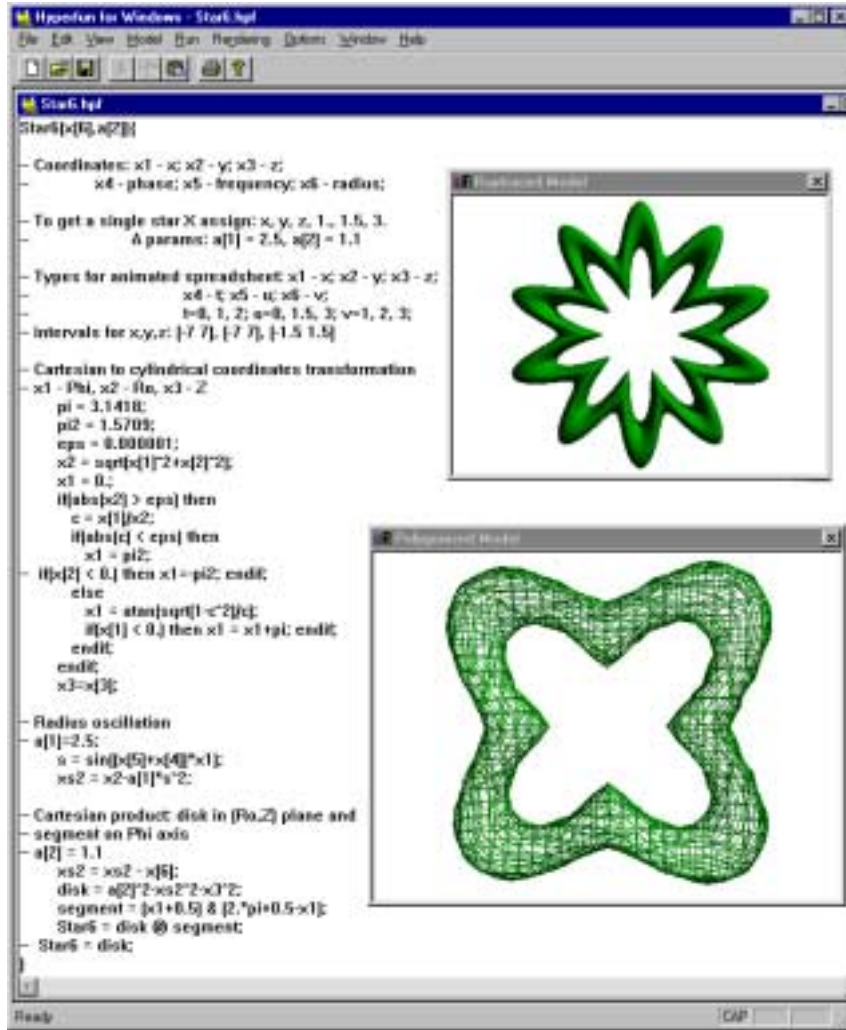 Hyperfun for Windows - Star6.hpf
File Edit View Model Run Rendering Options Window Help
Star6.hpf
Star6(x[6],a[2]){
-- Coordinates: x1 - x; x2 - y; x3 - z;
-- x4 - phase; x5 - frequency; x6 - radius;
-- To get a single star X assign: x, y, z, 1., 1.5, 3.
-- A params: a[1] = 2.5, a[2] = 1.1
-- Types for animated spreadsheet: x1 - x; x2 - y; x3 - z;
-- x4 - t; x5 - u; x6 - v;
-- t=0, 1, 2; u=0, 1.5, 3; v=1, 2, 3;
-- intervals for x,y,z: [-7 7], [-7 7], [-1.5 1.5]
-- Cartesian to cylindrical coordinates transformation
-- x1 - Phi, x2 - Ro, x3 - Z
pi = 3.1418;
pi2 = 1.5709;
eps = 0.000001;
x2 = sqrt(x[1]^2+x[2]^2);
x1 = 0.;
if(abs(x2) > eps) then
c = x[1]/x2;
if(abs(c) < eps) then
x1 = pi2;
-- if(x[2] < 0.) then x1=-pi2; endif;
else
x1 = atan(sqrt(1-c^2)/c);
if(x[1] < 0.) then x1 = x1+pi; endif;
endif;
endif;
x3=x[3];
-- Radius oscillation
-- a[1]=2.5;
s = sin((x[5]+x[4])*x1);
xs2 = x2-a[1]*s^2;
-- Cartesian product: disk in (Ro,Z) plane and
-- segment on Phi axis
-- a[2] = 1.1
xs2 = xs2 - x[6];
disk = a[2]^2-xs2^2-x3^2;
segment = (x1+0.5) & (2.*pi+0.5-x1);
Star6 = disk @ segment;
-- Star6 = disk;
}
Model
Polygonized Model
Ready
CAP